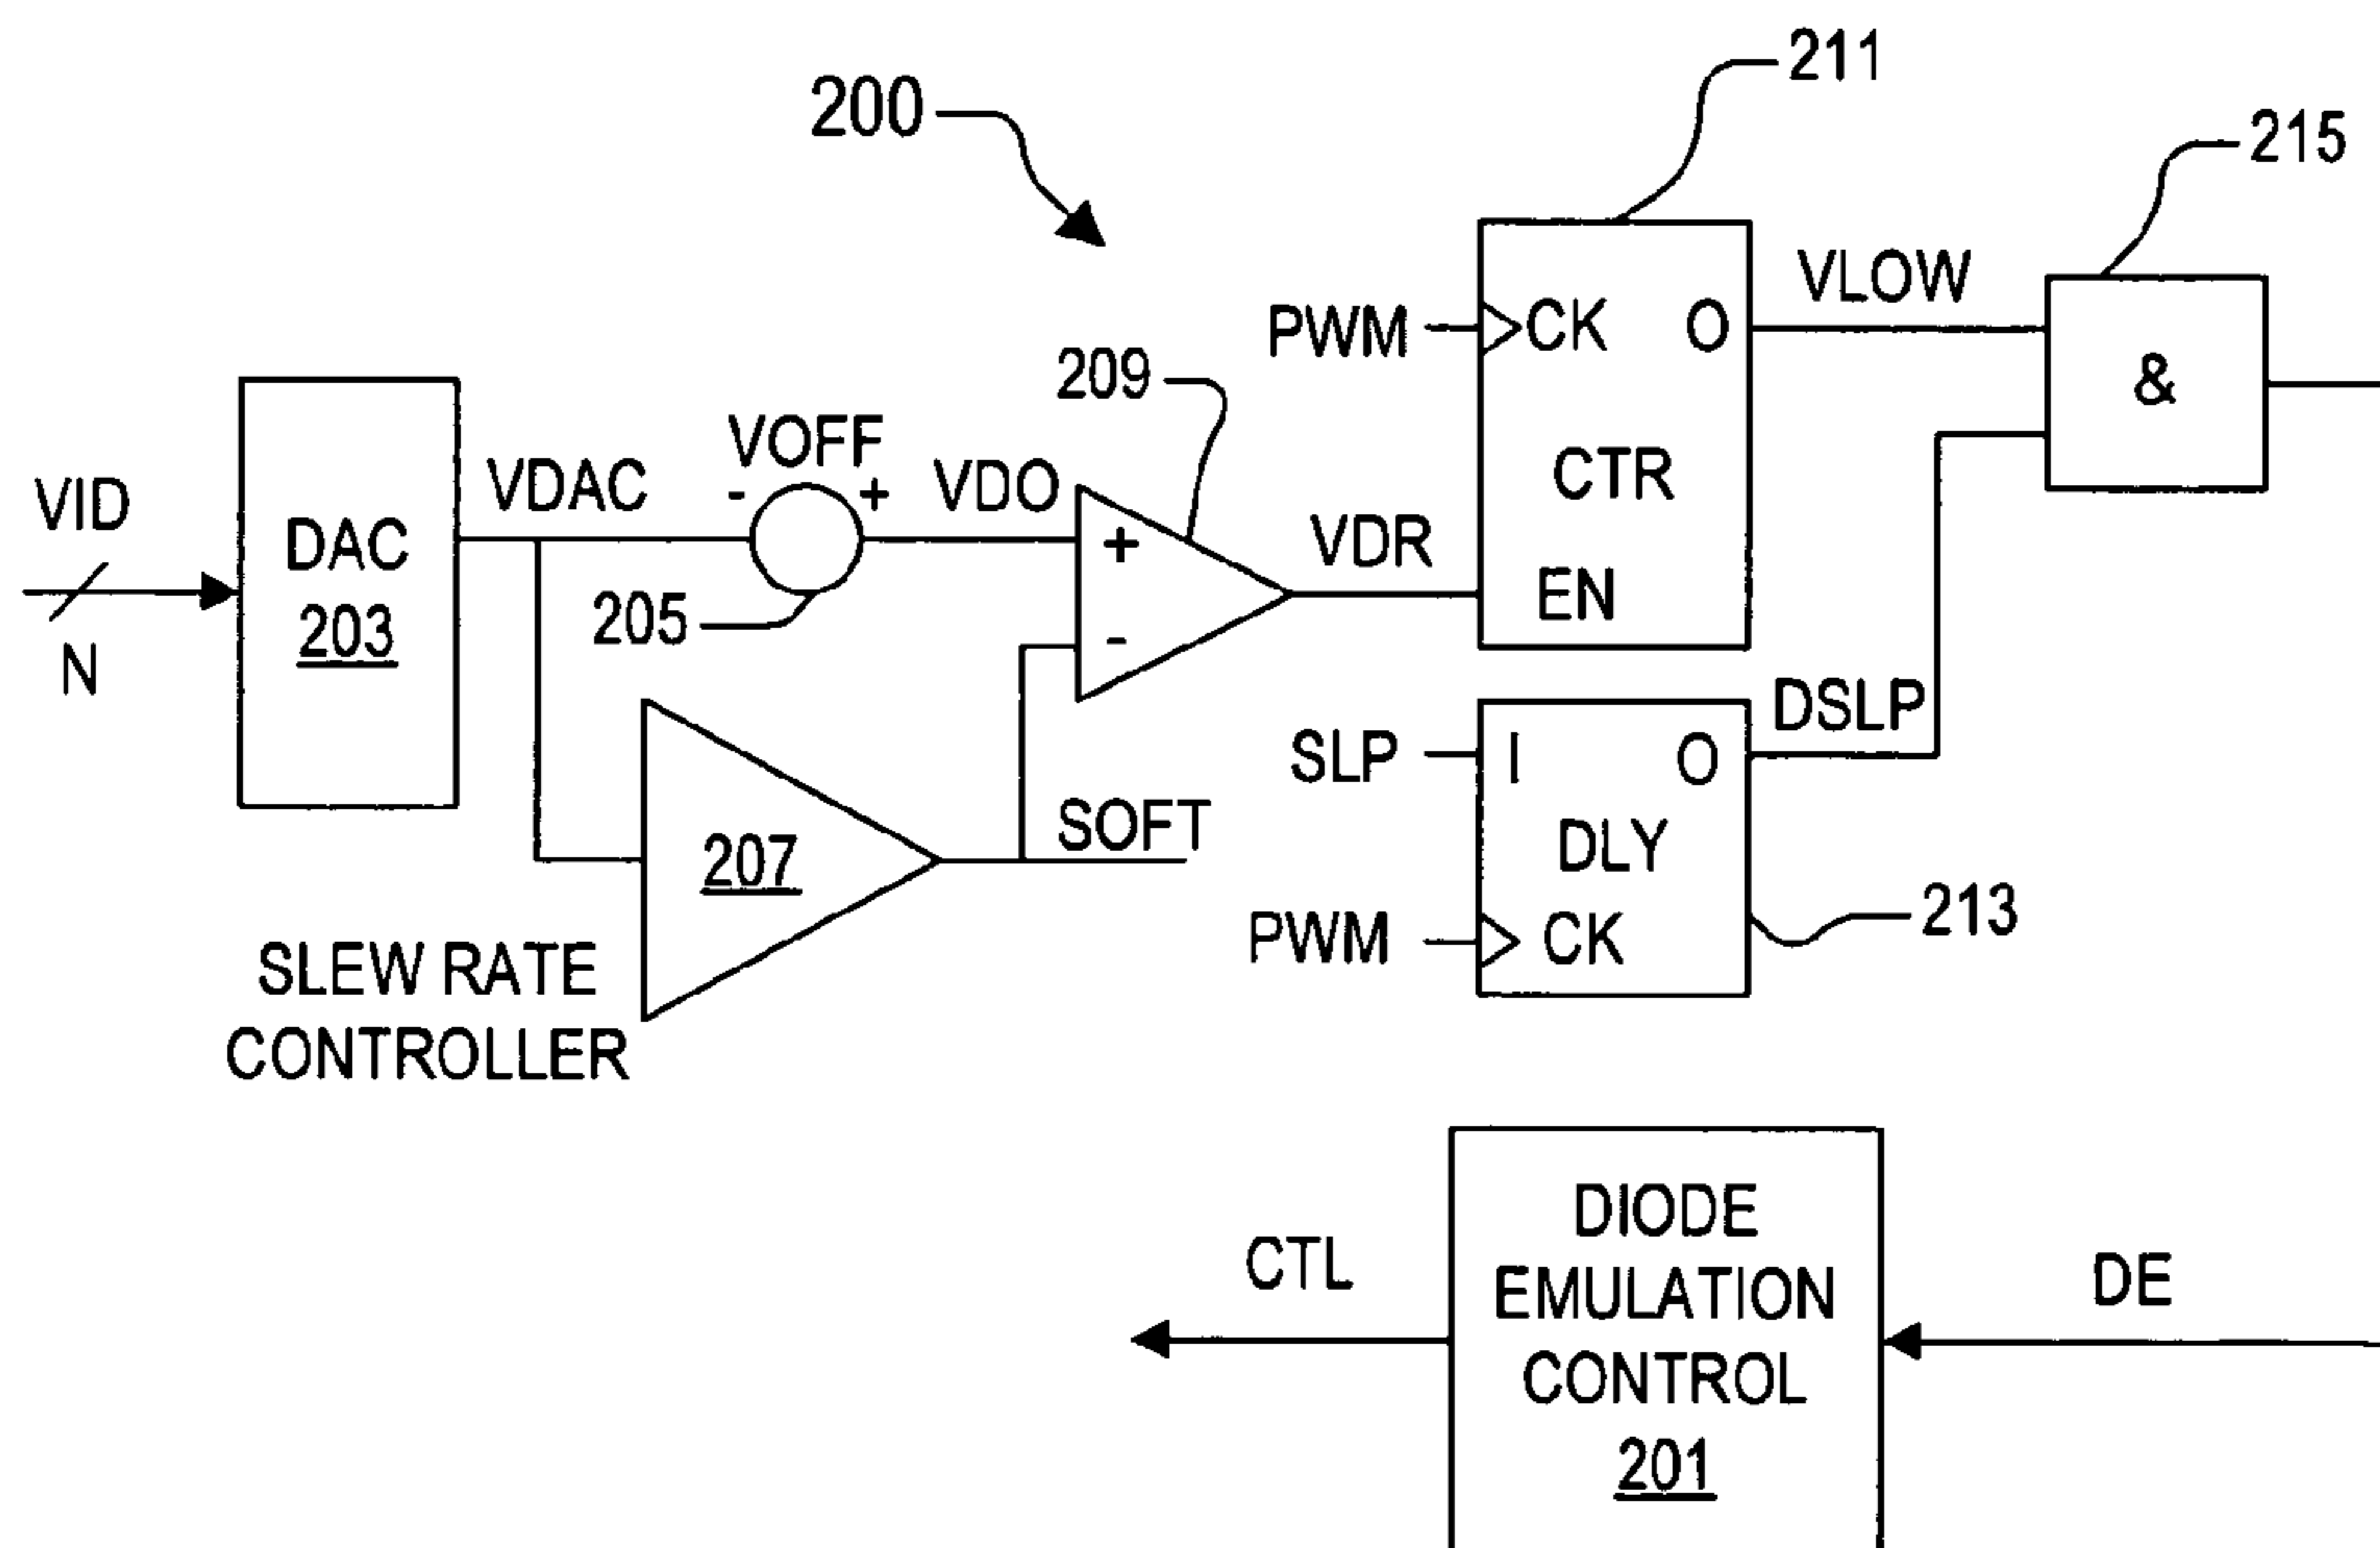 200
211
215
VLOW
PWM
CK
O
209
&
VOFF
VDAC
-
+
VDO
CTR
VID
DAC
203
+
-
VDR
EN
205
N
DSLP
SLP
I
O
SOFT
207
DLY
PWM
CK
213
SLEW RATE
CONTROLLER
DIODE
EMULATION
CONTROL
201
CTL
DE